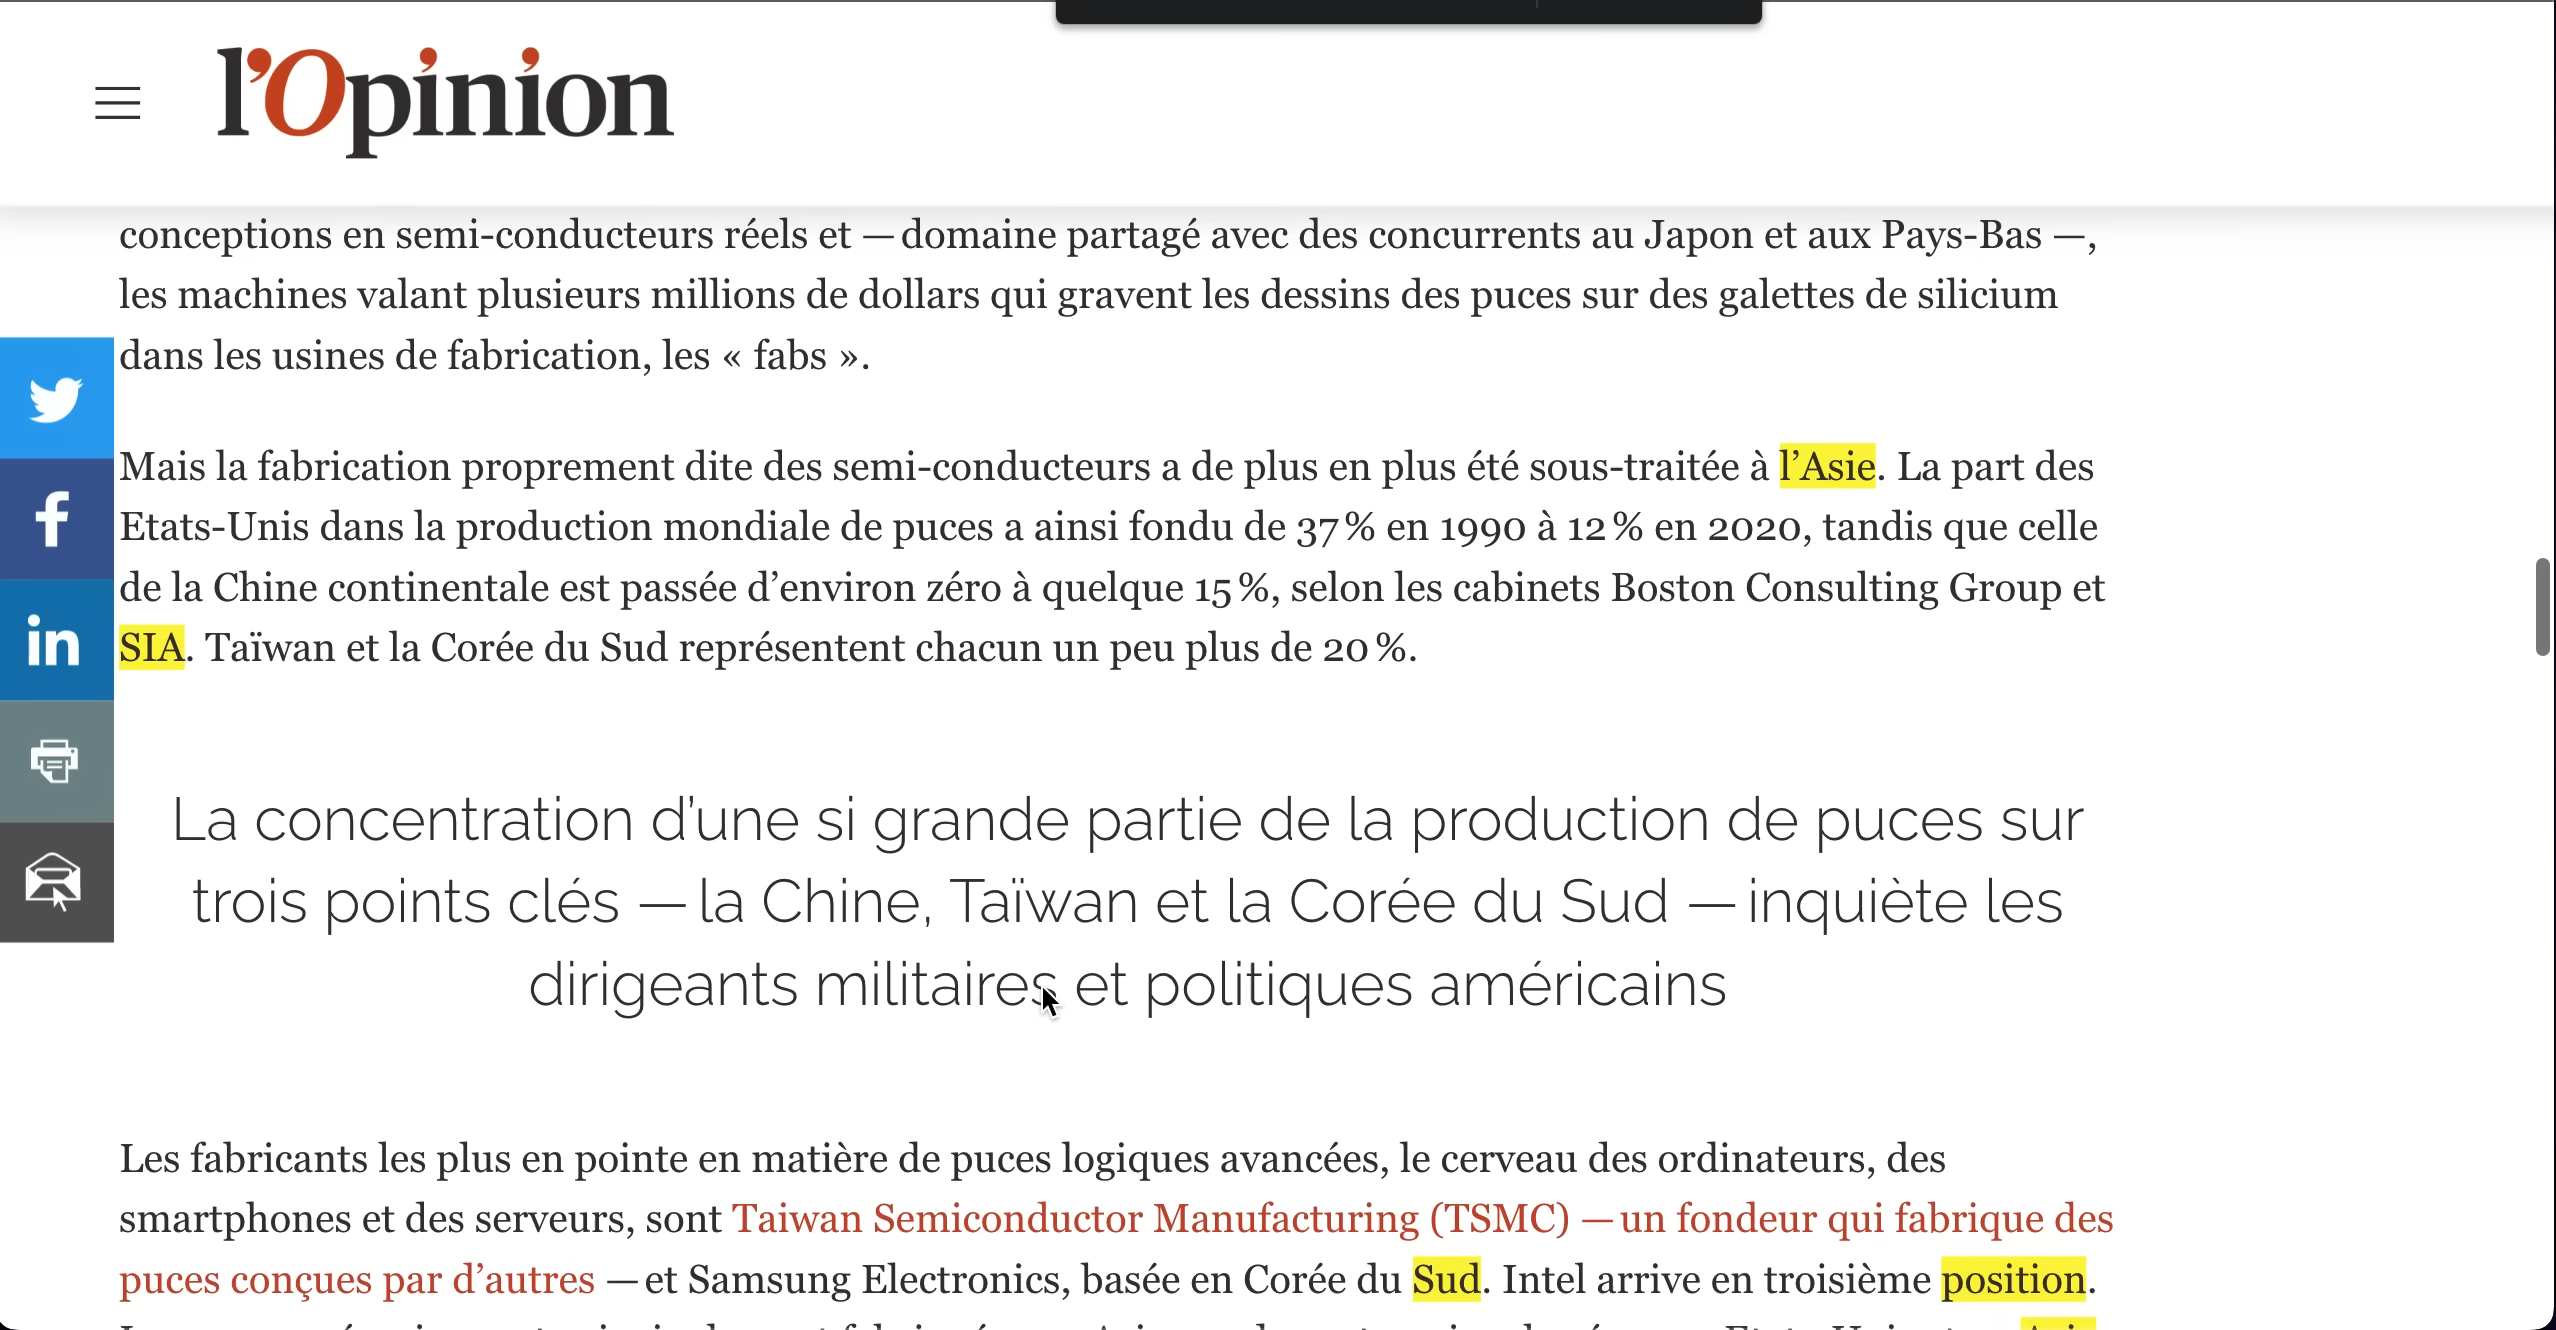 l'Opinion
conceptions en semi-conducteurs réels et — domaine partagé avec des concurrents au Japon et aux Pays-Bas —,
les machines valant plusieurs millions de dollars qui gravent les dessins des puces sur des galettes de silicium
dans les usines de fabrication, les « fabs ».
Mais la fabrication proprement dite des semi-conducteurs a de plus en plus été sous-traitée à l’Asie. La part des
Etats-Unis dans la production mondiale de puces a ainsi fondu de 37 % en 1990 à 12 % en 2020, tandis que celle
de la Chine continentale est passée d’environ zéro à quelque 15 %, selon les cabinets Boston Consulting Group et
SIA. Taïwan et la Corée du Sud représentent chacun un peu plus de 20 %.
La concentration d’une si grande partie de la production de puces sur
trois points clés — la Chine, Taïwan et la Corée du Sud — inquiète les
dirigeants militaires et politiques américains
Les fabricants les plus en pointe en matière de puces logiques avancées, le cerveau des ordinateurs, des
smartphones et des serveurs, sont Taiwan Semiconductor Manufacturing (TSMC) — un fondeur qui fabrique des
puces conçues par d’autres — et Samsung Electronics, basée en Corée du Sud. Intel arrive en troisième position.